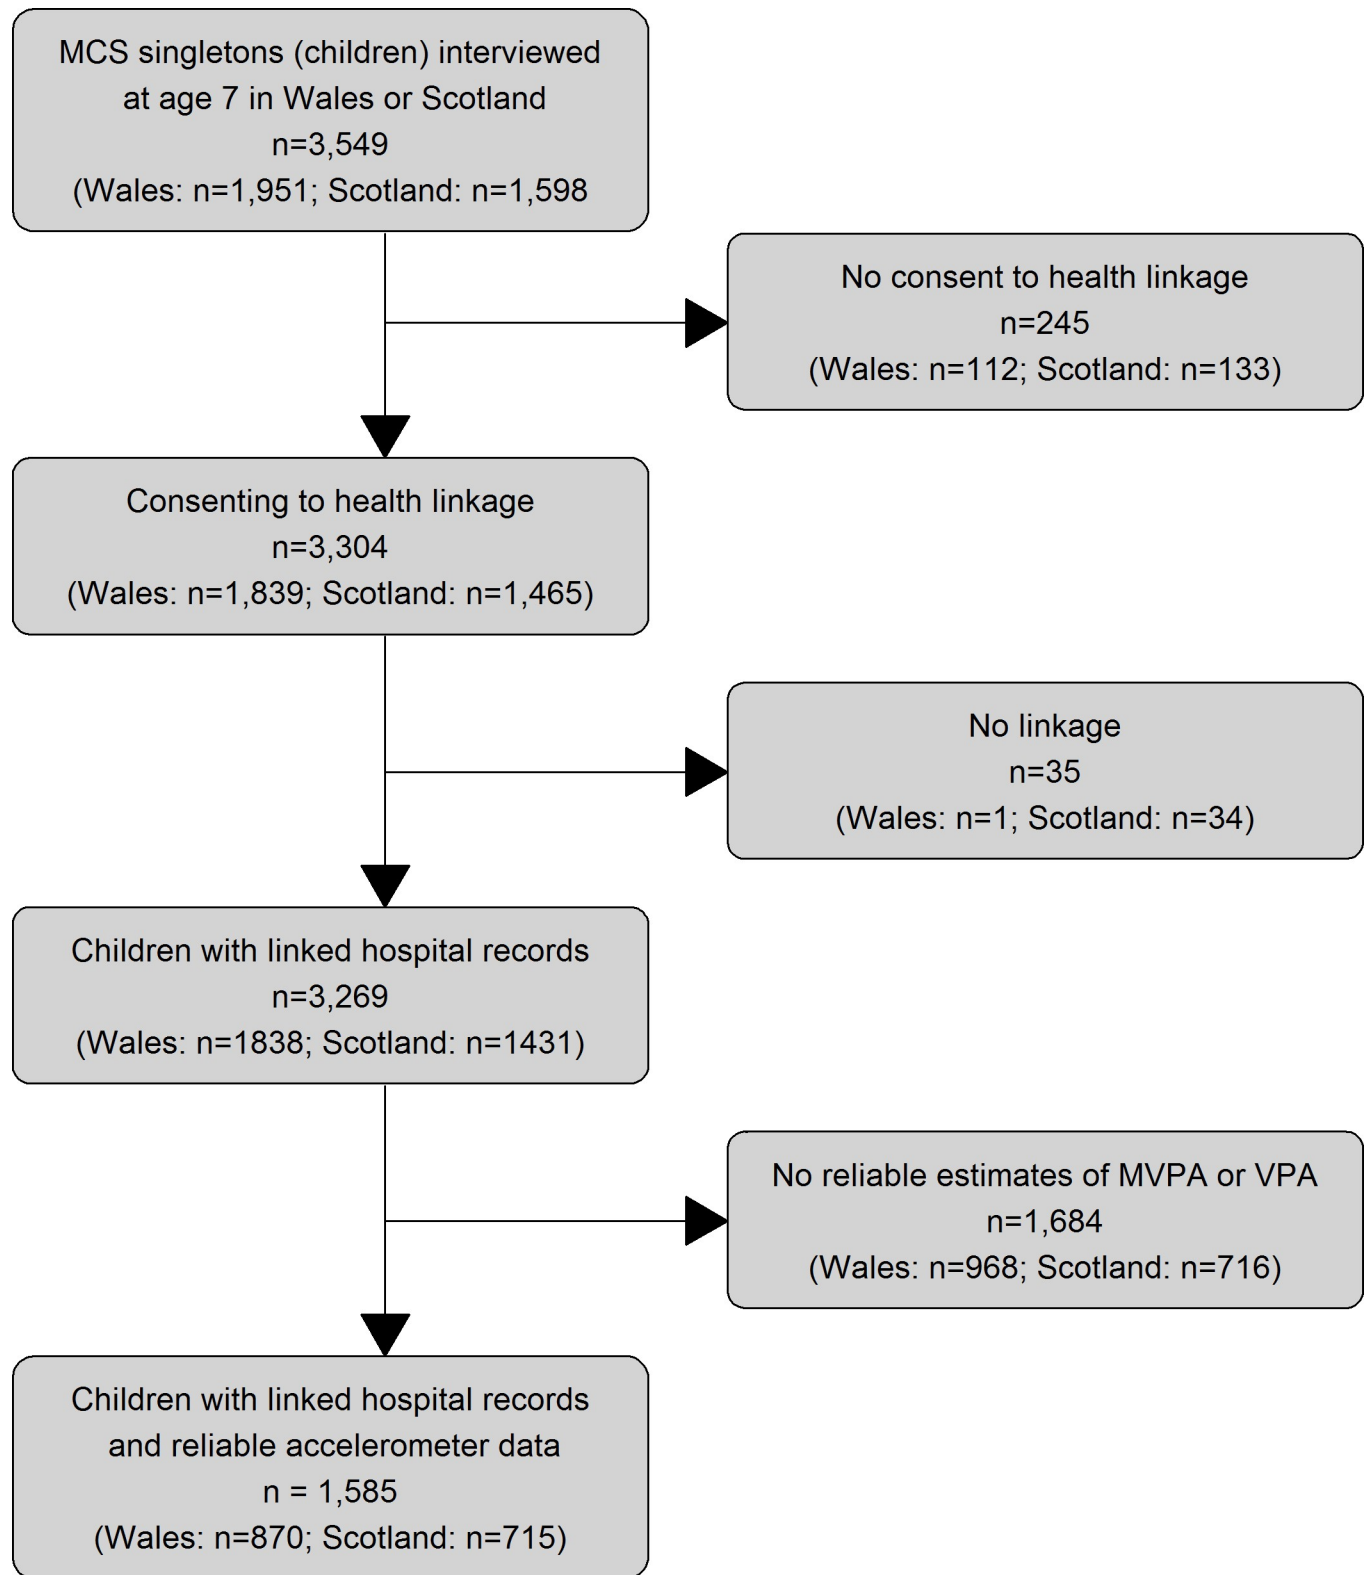 MCS singletons (children) interviewed
at age 7 in Wales or Scotland
n=3,549
(Wales: n=1,951; Scotland: n=1,598
No consent to health linkage
n=245
(Wales: n=112; Scotland: n=133)
Consenting to health linkage
n=3,304
(Wales: n=1,839; Scotland: n=1,465)
No linkage
n=35
(Wales: n=1; Scotland: n=34)
Children with linked hospital records
n=3,269
(Wales: n=1838; Scotland: n=1431)
No reliable estimates of MVPA or VPA
n=1,684
(Wales: n=968; Scotland: n=716)
Children with linked hospital records
and reliable accelerometer data
n = 1,585
(Wales: n=870; Scotland: n=715)